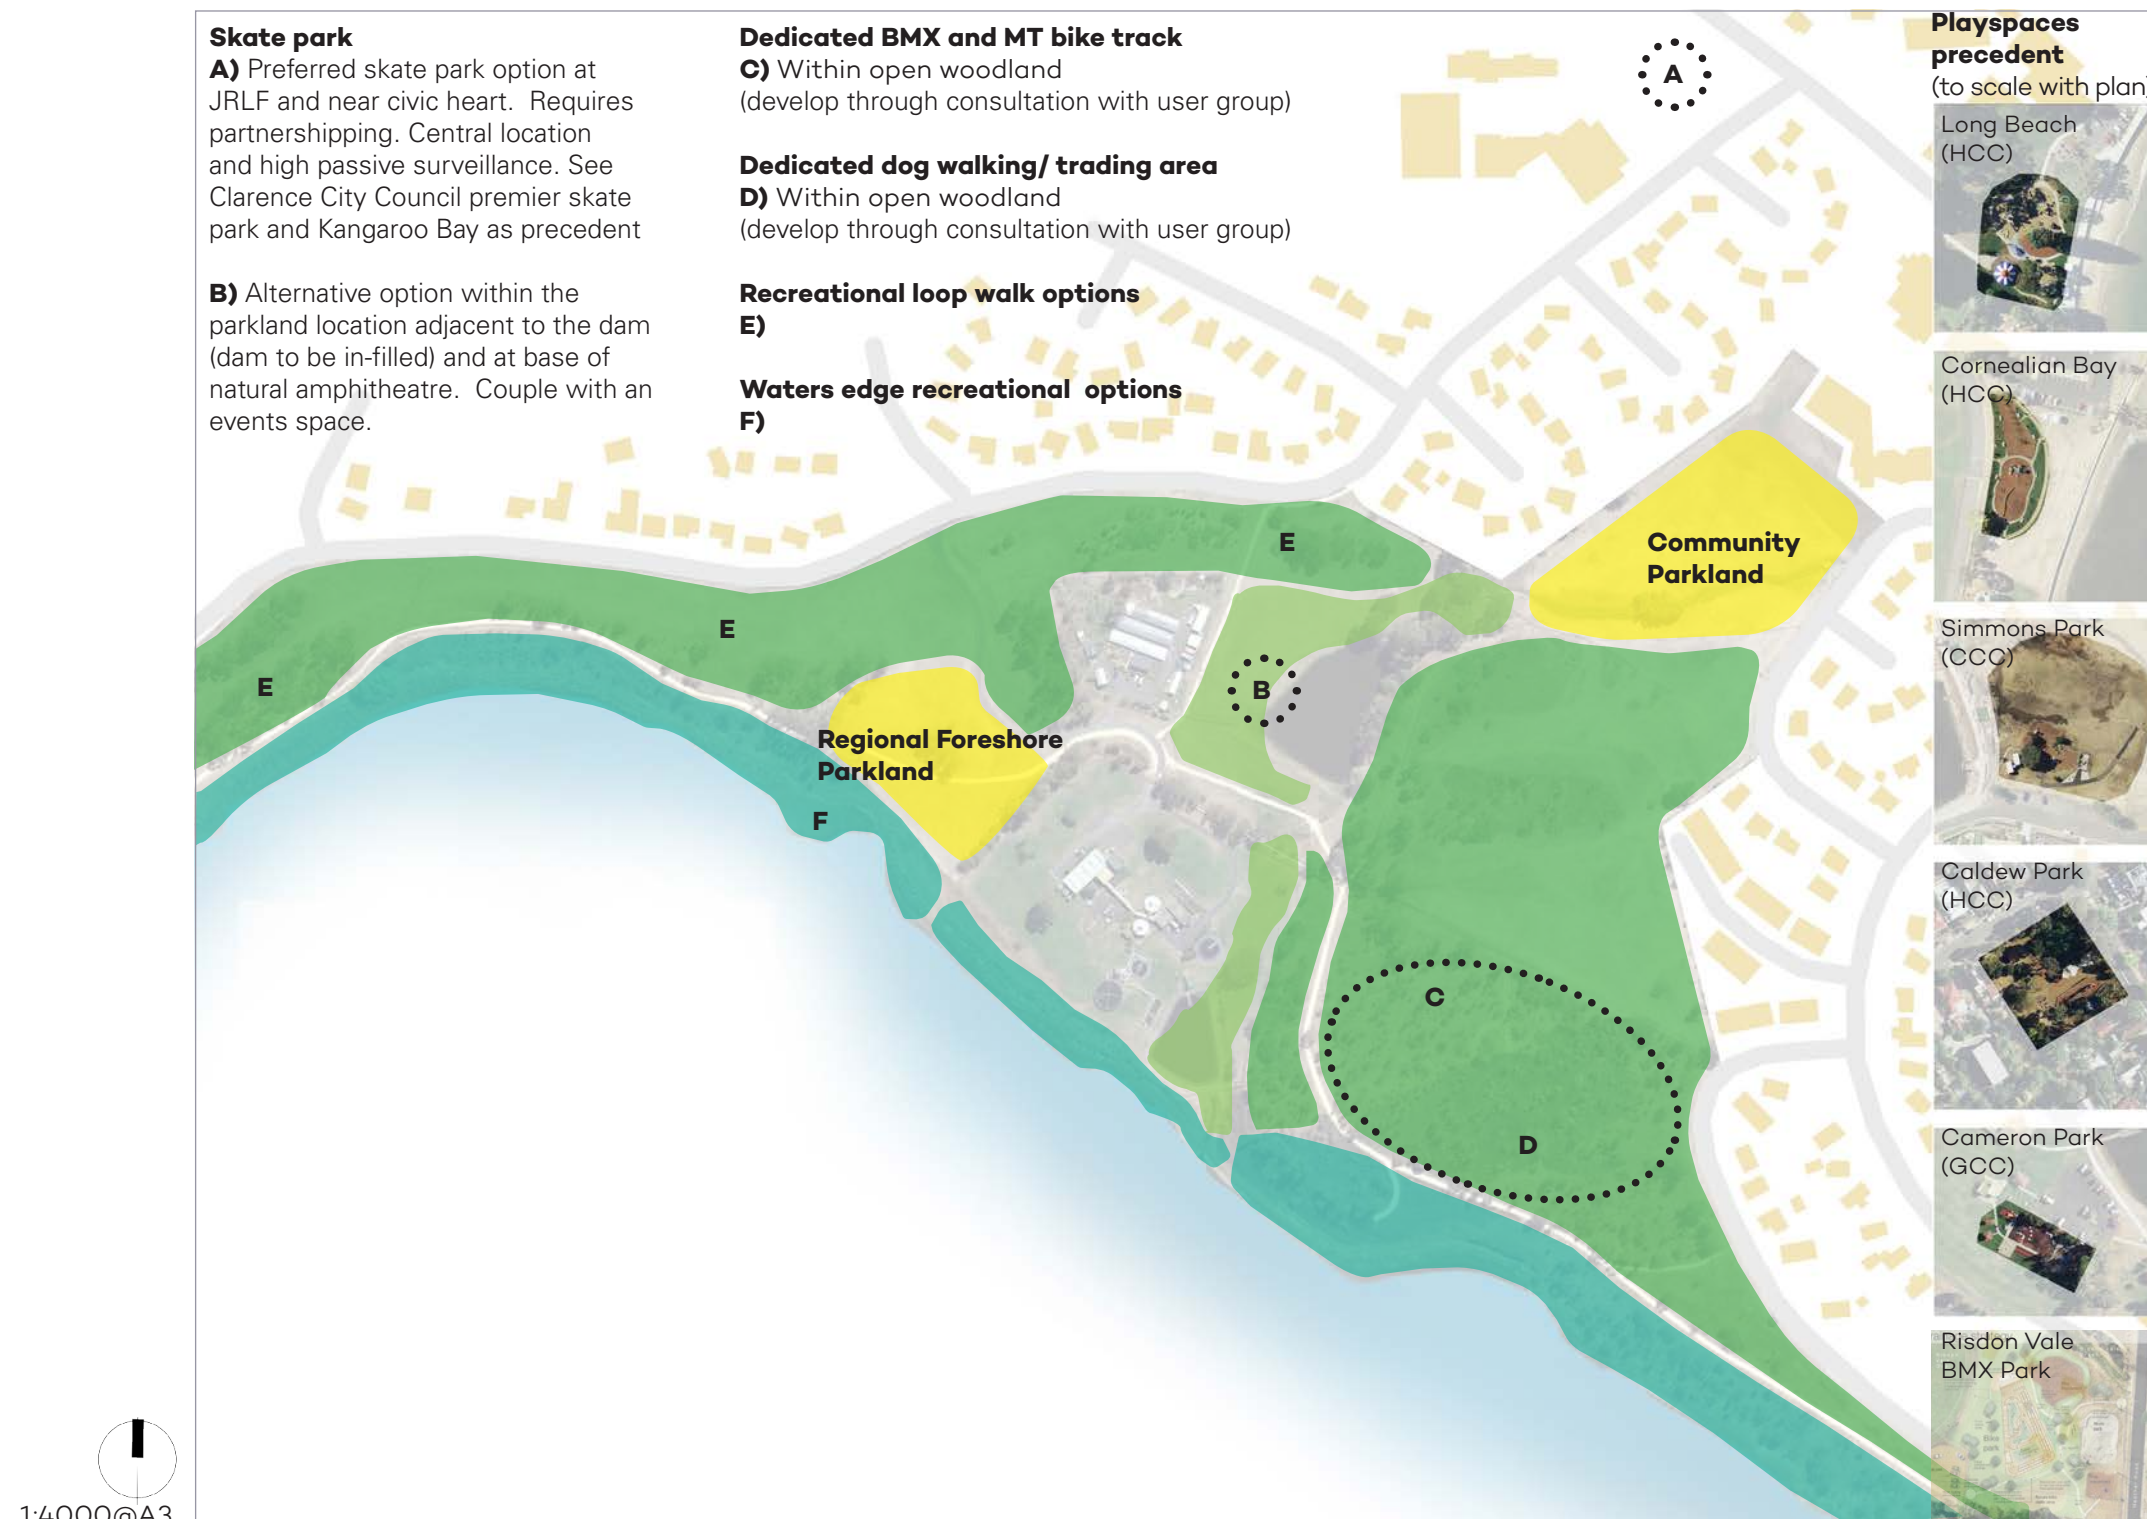 Skate park
A) Preferred skate park option at
JRLF and near civic heart.  Requires
partnershipping. Central location
and high passive surveillance. See
Clarence City Council premier skate
park and Kangaroo Bay as precedent
B) Alternative option within the
parkland location adjacent to the dam
(dam to be in-filled) and at base of
natural amphitheatre.  Couple with an
events space.
Dedicated BMX and MT bike track
C) Within open woodland
(develop through consultation with user group)
Dedicated dog walking/ trading area
D) Within open woodland
(develop through consultation with user group)
Recreational loop walk options
E)
Waters edge recreational  options
F)
A
Playspaces
precedent
(to scale with plan)
Long Beach
(HCC)
Cornealian Bay
(HCC)
Simmons Park
(CCC)
Caldew Park
(HCC)
Cameron Park
(GCC)
Risdon Vale
BMX Park
Bike
park
E
Community
Parkland
E
E
B
Regional Foreshore
Parkland
F
C
D
1:4000@A3